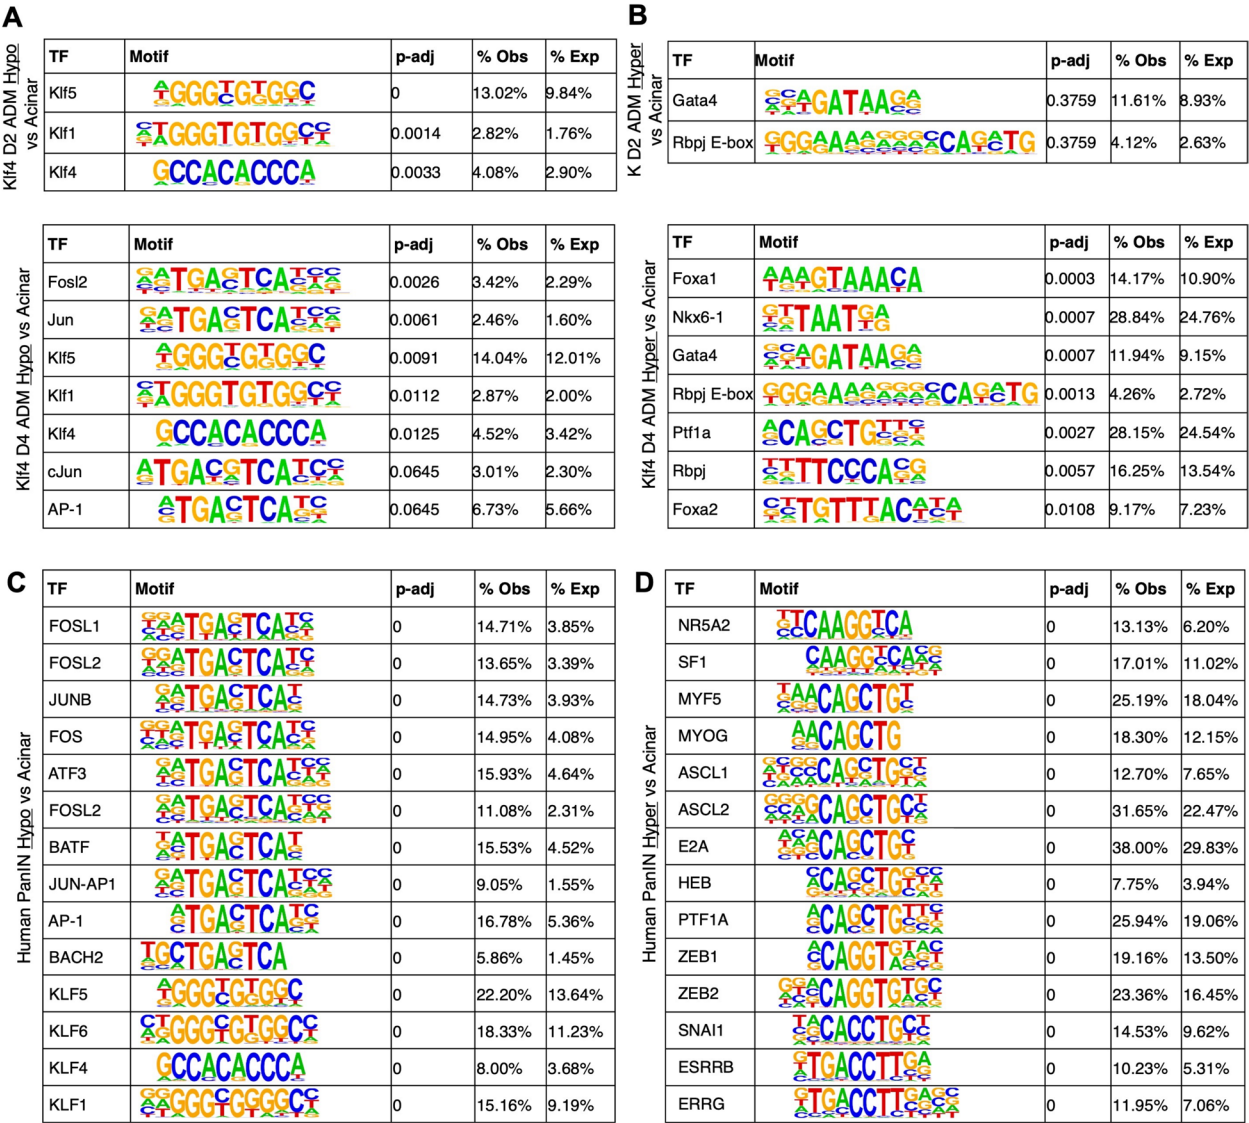 A
Klf4 D2 ADM Hypo
vs Acinar
TF Motif p-adj % Obs % Exp
Klf5 0 13.02% 9.84%
Klf1 0.0014 2.82% 1.76%
Klf4 GCCACACCCA 0.0033 4.08% 2.90%
Klf4 D4 ADM Hypo vs Acinar
TF Motif p-adj % Obs % Exp
Fosl2 0.0026 3.42% 2.29%
Jun 0.0061 2.46% 1.60%
Klf5 0.0091 14.04% 12.01%
Klf1 0.0112 2.87% 2.00%
Klf4 GCCACACCCA 0.0125 4.52% 3.42%
cJun 0.0645 3.01% 2.30%
AP-1 0.0645 6.73% 5.66%
B
K D2 ADM Hyper
vs Acinar
TF Motif p-adj % Obs % Exp
Gata4 0.3759 11.61% 8.93%
Rbpj E-box 0.3759 4.12% 2.63%
Klf4 D4 ADM Hyper vs Acinar
TF Motif p-adj % Obs % Exp
Foxa1 0.0003 14.17% 10.90%
Nkx6-1 0.0007 28.84% 24.76%
Gata4 0.0007 11.94% 9.15%
Rbpj E-box 0.0013 4.26% 2.72%
Ptf1a 0.0027 28.15% 24.54%
Rbpj 0.0057 16.25% 13.54%
Foxa2 0.0108 9.17% 7.23%
C
Human PanIN Hypo vs Acinar
TF Motif p-adj % Obs % Exp
FOSL1 0 14.71% 3.85%
FOSL2 0 13.65% 3.39%
JUNB 0 14.73% 3.93%
FOS 0 14.95% 4.08%
ATF3 0 15.93% 4.64%
FOSL2 0 11.08% 2.31%
BATF 0 15.53% 4.52%
JUN-AP1 0 9.05% 1.55%
AP-1 0 16.78% 5.36%
BACH2 0 5.86% 1.45%
KLF5 0 22.20% 13.64%
KLF6 0 18.33% 11.23%
KLF4 GCCACACCCA 0 8.00% 3.68%
KLF1 0 15.16% 9.19%
D
Human PanIN Hyper vs Acinar
TF Motif p-adj % Obs % Exp
NR5A2 0 13.13% 6.20%
SF1 0 17.01% 11.02%
MYF5 0 25.19% 18.04%
MYOG 0 18.30% 12.15%
ASCL1 0 12.70% 7.65%
ASCL2 0 31.65% 22.47%
E2A 0 38.00% 29.83%
HEB 0 7.75% 3.94%
PTF1A 0 25.94% 19.06%
ZEB1 0 19.16% 13.50%
ZEB2 0 23.36% 16.45%
SNAI1 0 14.53% 9.62%
ESRRB 0 10.23% 5.31%
ERRG 0 11.95% 7.06%